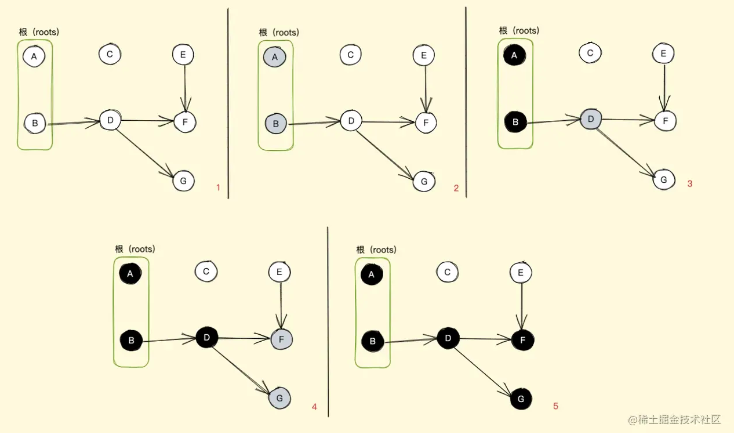 根（roots）
A
C
E
B
D
F
G
1
根（roots）
A
C
E
B
D
F
G
2
根（roots）
A
C
E
B
D
F
G
3
根（roots）
A
C
E
B
D
F
G
4
根（roots）
A
C
E
B
D
F
G
5
@稀土掘金技术社区